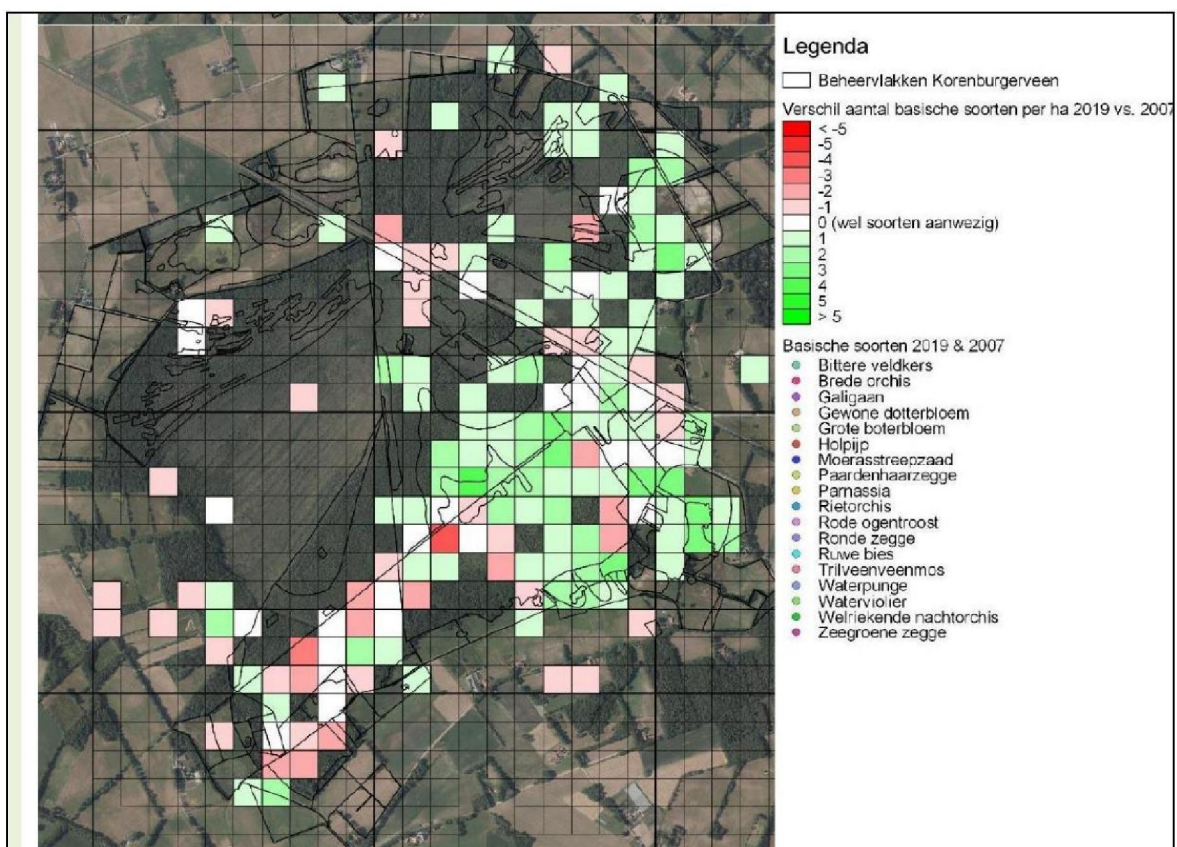 Legenda
Beheervlakken Korenburgerveen
Verschil aantal basische soorten per ha 2019 vs. 2007
< -5
-5
-4
-3
-2
-1
0 (wel soorten aanwezig)
1
2
3
4
5
> 5
Basische soorten 2019 & 2007
Bittere veldkers
Brede orchis
Galigaan
Gewone dotterbloem
Grote boterbloem
Holpijp
Moerasstreepzaad
Paardenhaarzegge
Parnassia
Rietorchis
Rode ogentroost
Ronde zegge
Ruwe bies
Trilveenveenmos
Waterpunge
Waterviolier
Welriekende nachtorchis
Zeegroene zegge